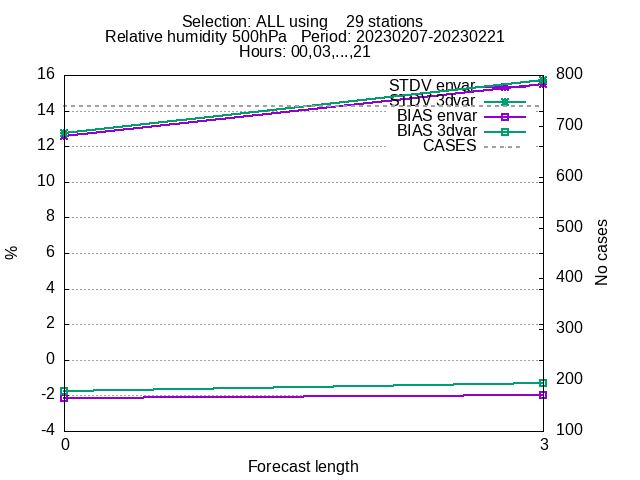 Selection: ALL using    29 stations
Relative humidity 500hPa   Period: 20230207-20230221
Hours: 00,03,...,21
STDV envar
STDV 3dvar
BIAS envar
BIAS 3dvar
CASES
16
14
12
10
8
6
4
2
0
-2
-4
%
800
700
600
500
400
300
200
100
No cases
0
3
Forecast length